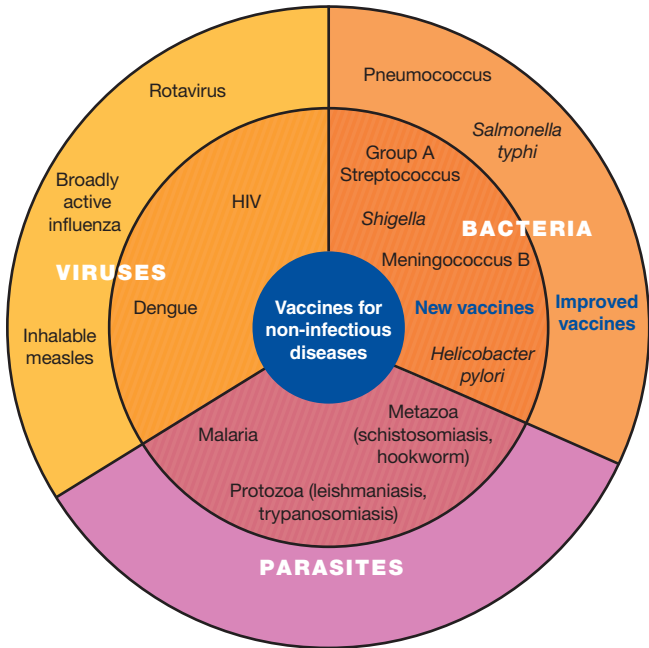 Rotavirus
Pneumococcus
Salmonella
typhi
Group A
Streptococcus
Broadly
active
influenza
HIV
Shigella
BACTERIA
Meningococcus B
VIRUSES
Dengue
Vaccines for
non-infectious
diseases
New vaccines
Improved
vaccines
Inhalable
measles
Helicobacter
pylori
Malaria
Metazoa
(schistosomiasis,
hookworm)
Protozoa (leishmaniasis,
trypanosomiasis)
PARASITES